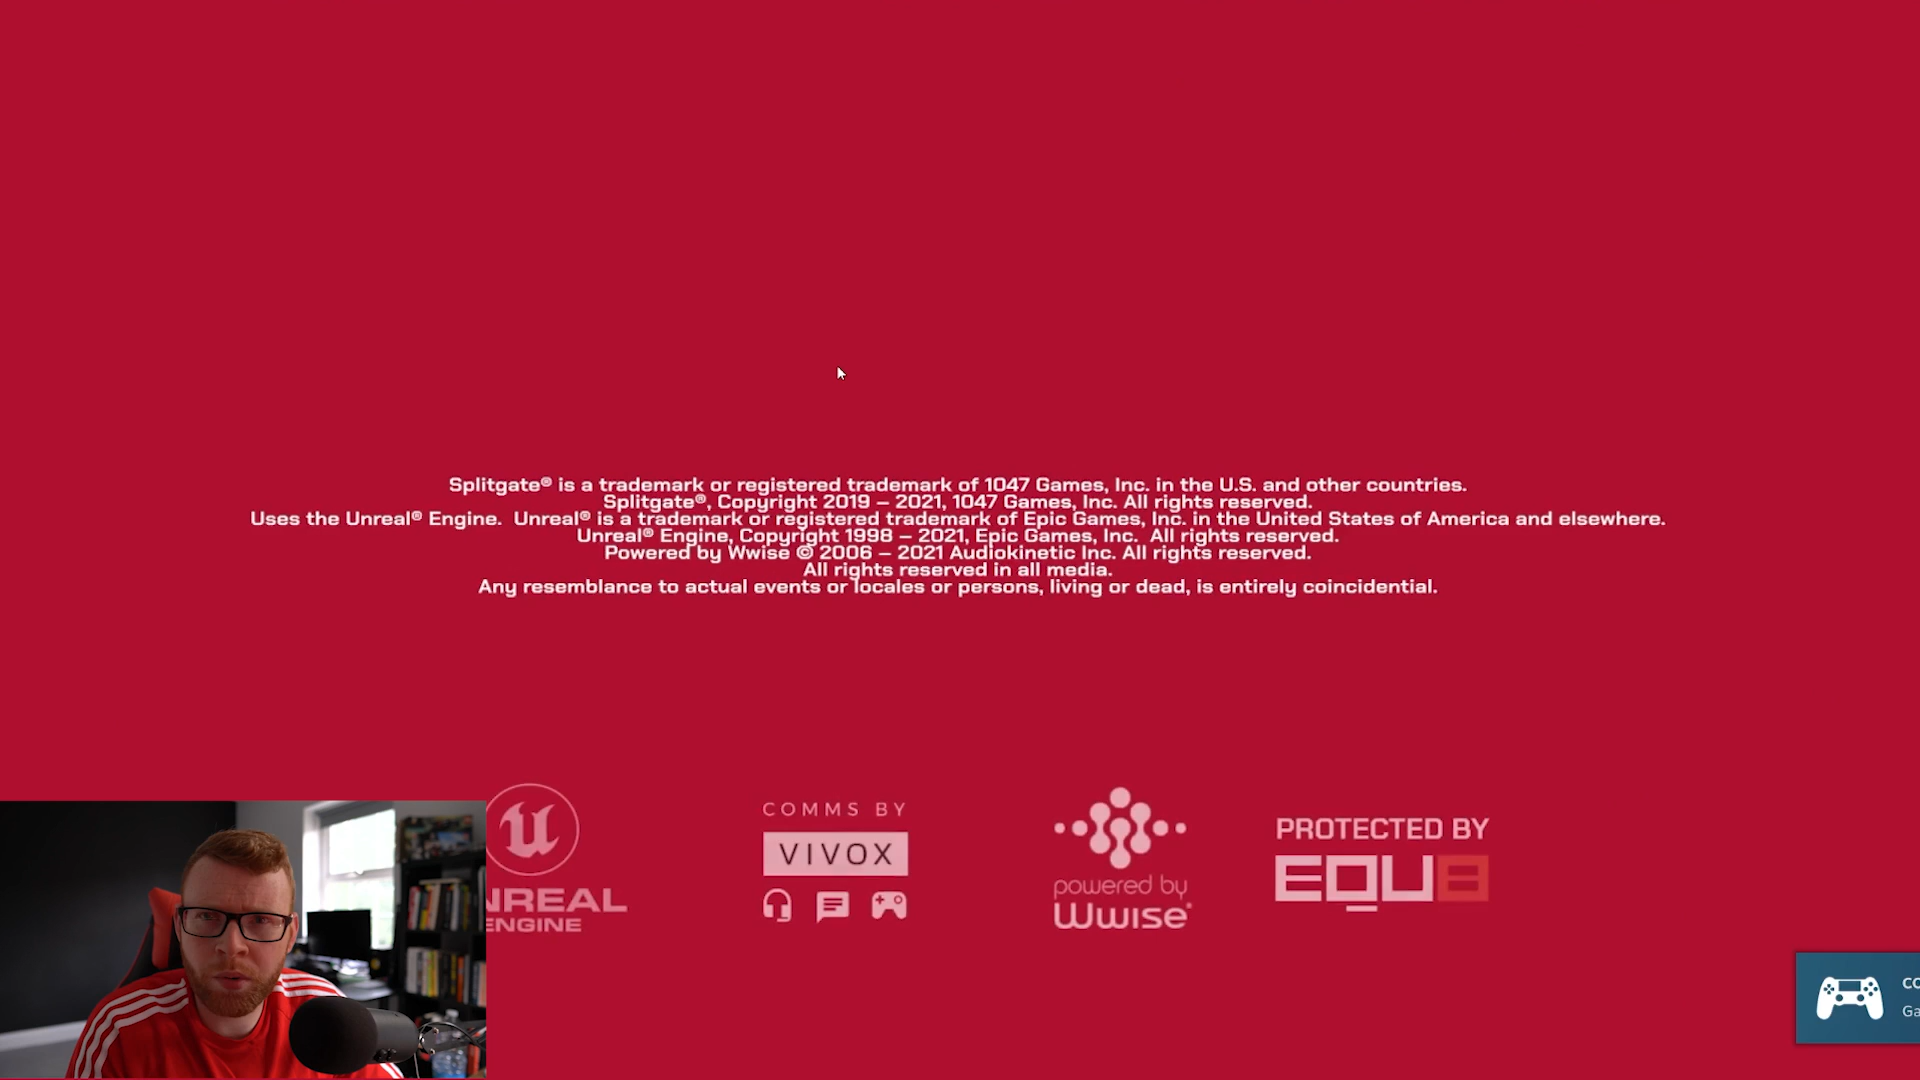 Splitgate® is a trademark or registered trademark of 1047 Games, Inc. in the U.S. and other countries.
Splitgate®, Copyright 2019 – 2021, 1047 Games, Inc. All rights reserved.
Uses the Unreal® Engine.  Unreal® is a trademark or registered trademark of Epic Games, Inc. in the United States of America and elsewhere.
Unreal® Engine, Copyright 1998 – 2021, Epic Games, Inc.  All rights reserved.
Powered by Wwise © 2006 – 2021 Audiokinetic Inc. All rights reserved.
All rights reserved in all media.
Any resemblance to actual events or locales or persons, living or dead, is entirely coincidential.
NREAL
ENGINE
COMMS BY
VIVOX
powered by
Wwise
PROTECTED BY
EQU8